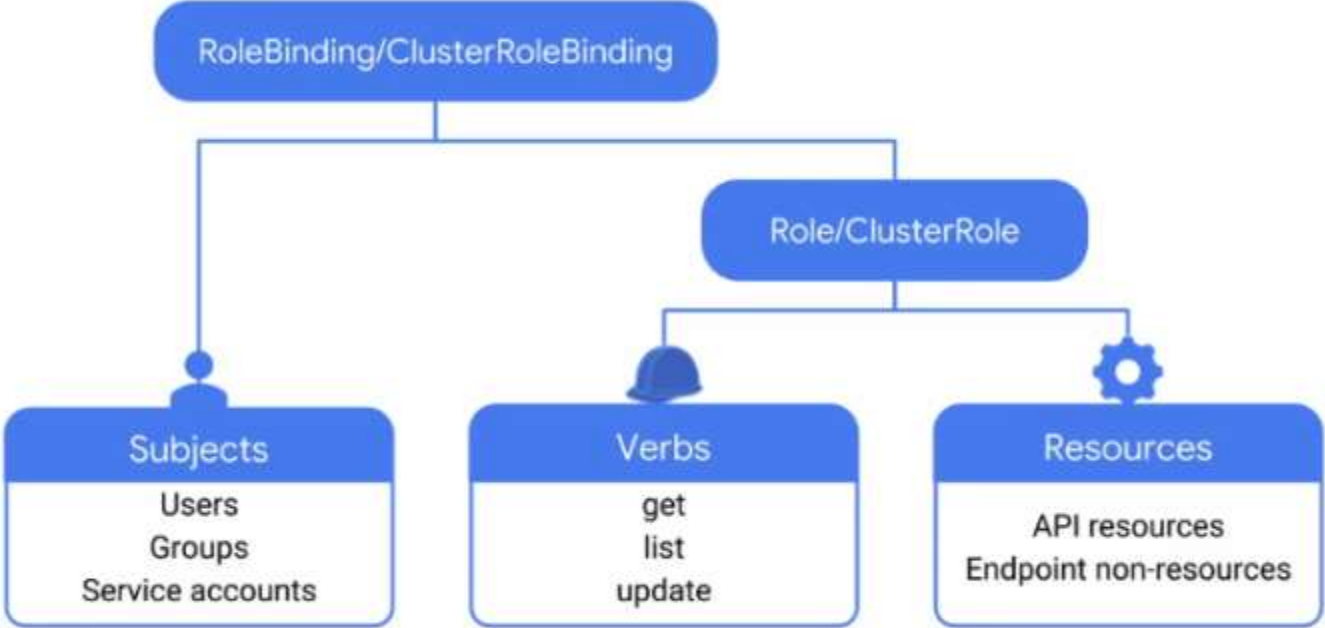 RoleBinding/ClusterRoleBinding
Role/ClusterRole
Subjects
Users
Groups
Service accounts
Verbs
get
list
update
Resources
API resources
Endpoint non-resources